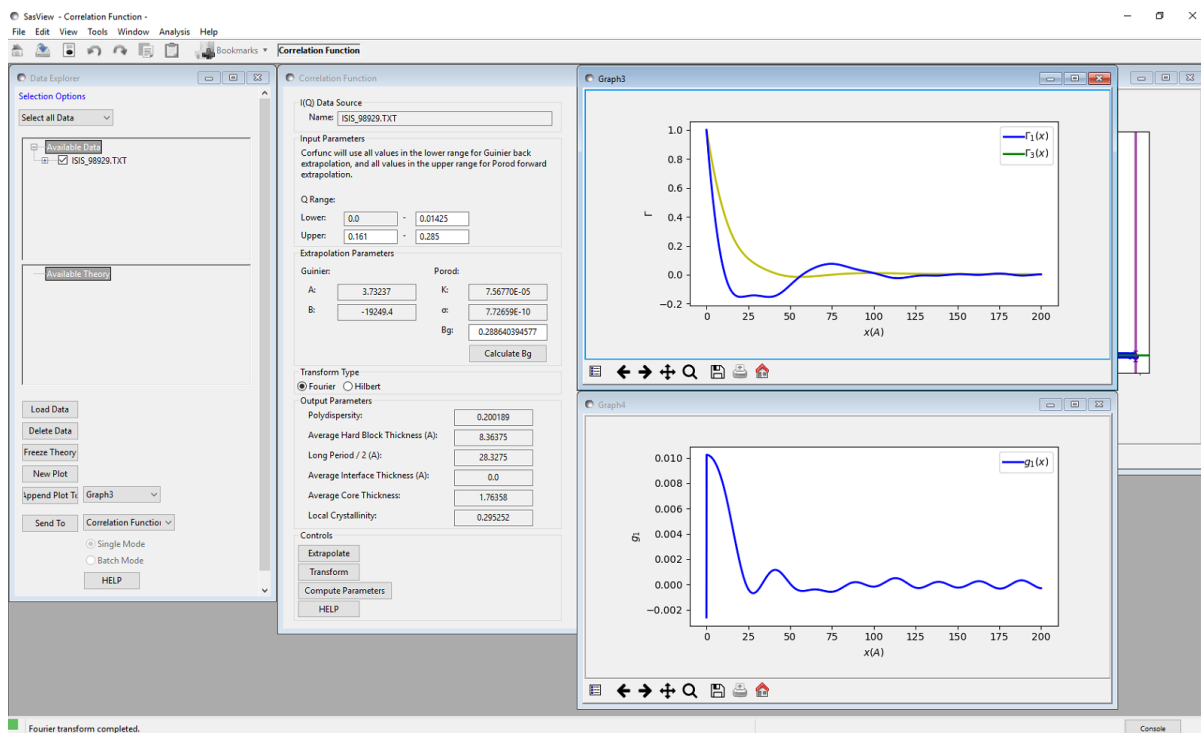 SasView - Correlation Function -
File Edit View Tools Window Analysis Help
Bookmarks Correlation Function
Data Explorer
Selection Options
Select all Data
Available Data
ISIS_98929.TXT
Available Theory
Load Data
Delete Data
Freeze Theory
New Plot
Append Plot To Graph3
Send To Correlation Function
Single Mode
Batch Mode
HELP
Correlation Function
I(Q) Data Source
Name: ISIS_98929.TXT
Input Parameters
Corfunc will use all values in the lower range for Guinier back
extrapolation, and all values in the upper range for Porod forward
extrapolation.
Q Range:
Lower: 0.0 - 0.01425
Upper: 0.161 - 0.285
Extrapolation Parameters
Guinier: Porod:
A: 3.73237 K: 7.56770E-05
B: -19249.4 σ: 7.72659E-10
Bg: 0.288640394577
Calculate Bg
Transform Type
Fourier Hilbert
Output Parameters
Polydispersity: 0.200189
Average Hard Block Thickness (A): 8.36375
Long Period / 2 (A): 28.3275
Average Interface Thickness (A): 0.0
Average Core Thickness: 1.76358
Local Crystallinity: 0.295252
Controls
Extrapolate
Transform
Compute Parameters
HELP
Graph3
1.0
0.8
0.6
0.4
0.2
0.0
−0.2
Γ
Γ₁(x)
Γ₃(x)
0 25 50 75 100 125 150 175 200
x(A)
Graph4
0.010
0.008
0.006
0.004
0.002
0.000
−0.002
g₁
g₁(x)
0 25 50 75 100 125 150 175 200
x(A)
Fourier transform completed.
Console